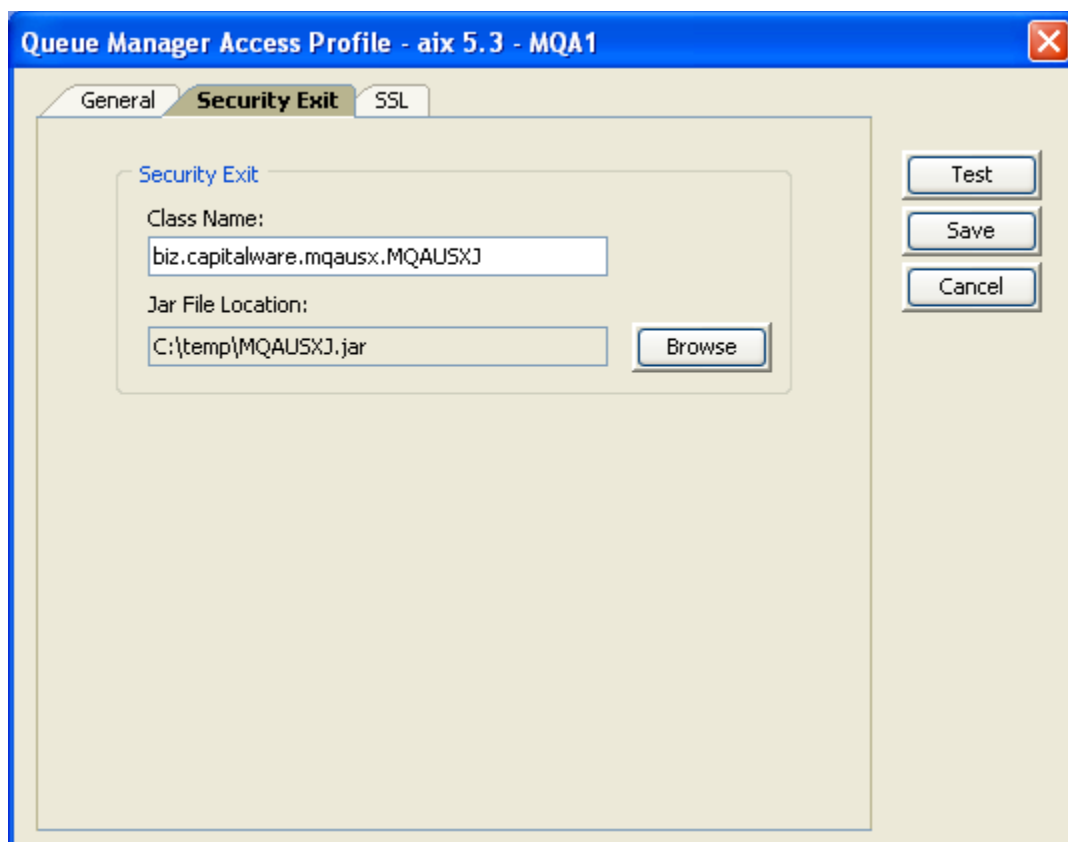 Queue Manager Access Profile - aix 5.3 - MQA1
General Security Exit SSL
Security Exit
Class Name:
biz.capitalware.mqausx.MQAUSXJ
Jar File Location:
C:\temp\MQAUSXJ.jar
Browse
Test
Save
Cancel